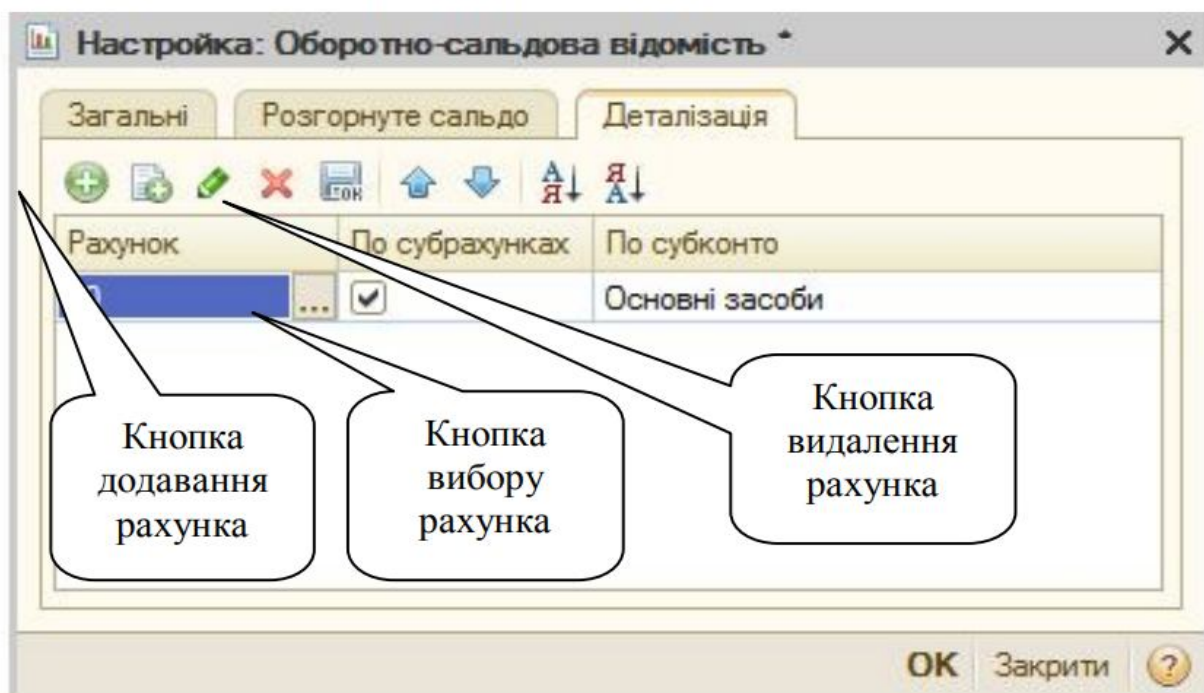 Настройка: Оборотно-сальдова відомість *
Загальні Розгорнуте сальдо Деталізація
Рахунок По субрахунках По субконто
... Основні засоби
Кнопка додавання рахунка
Кнопка вибору рахунка
Кнопка видалення рахунка
OK Закрити ?